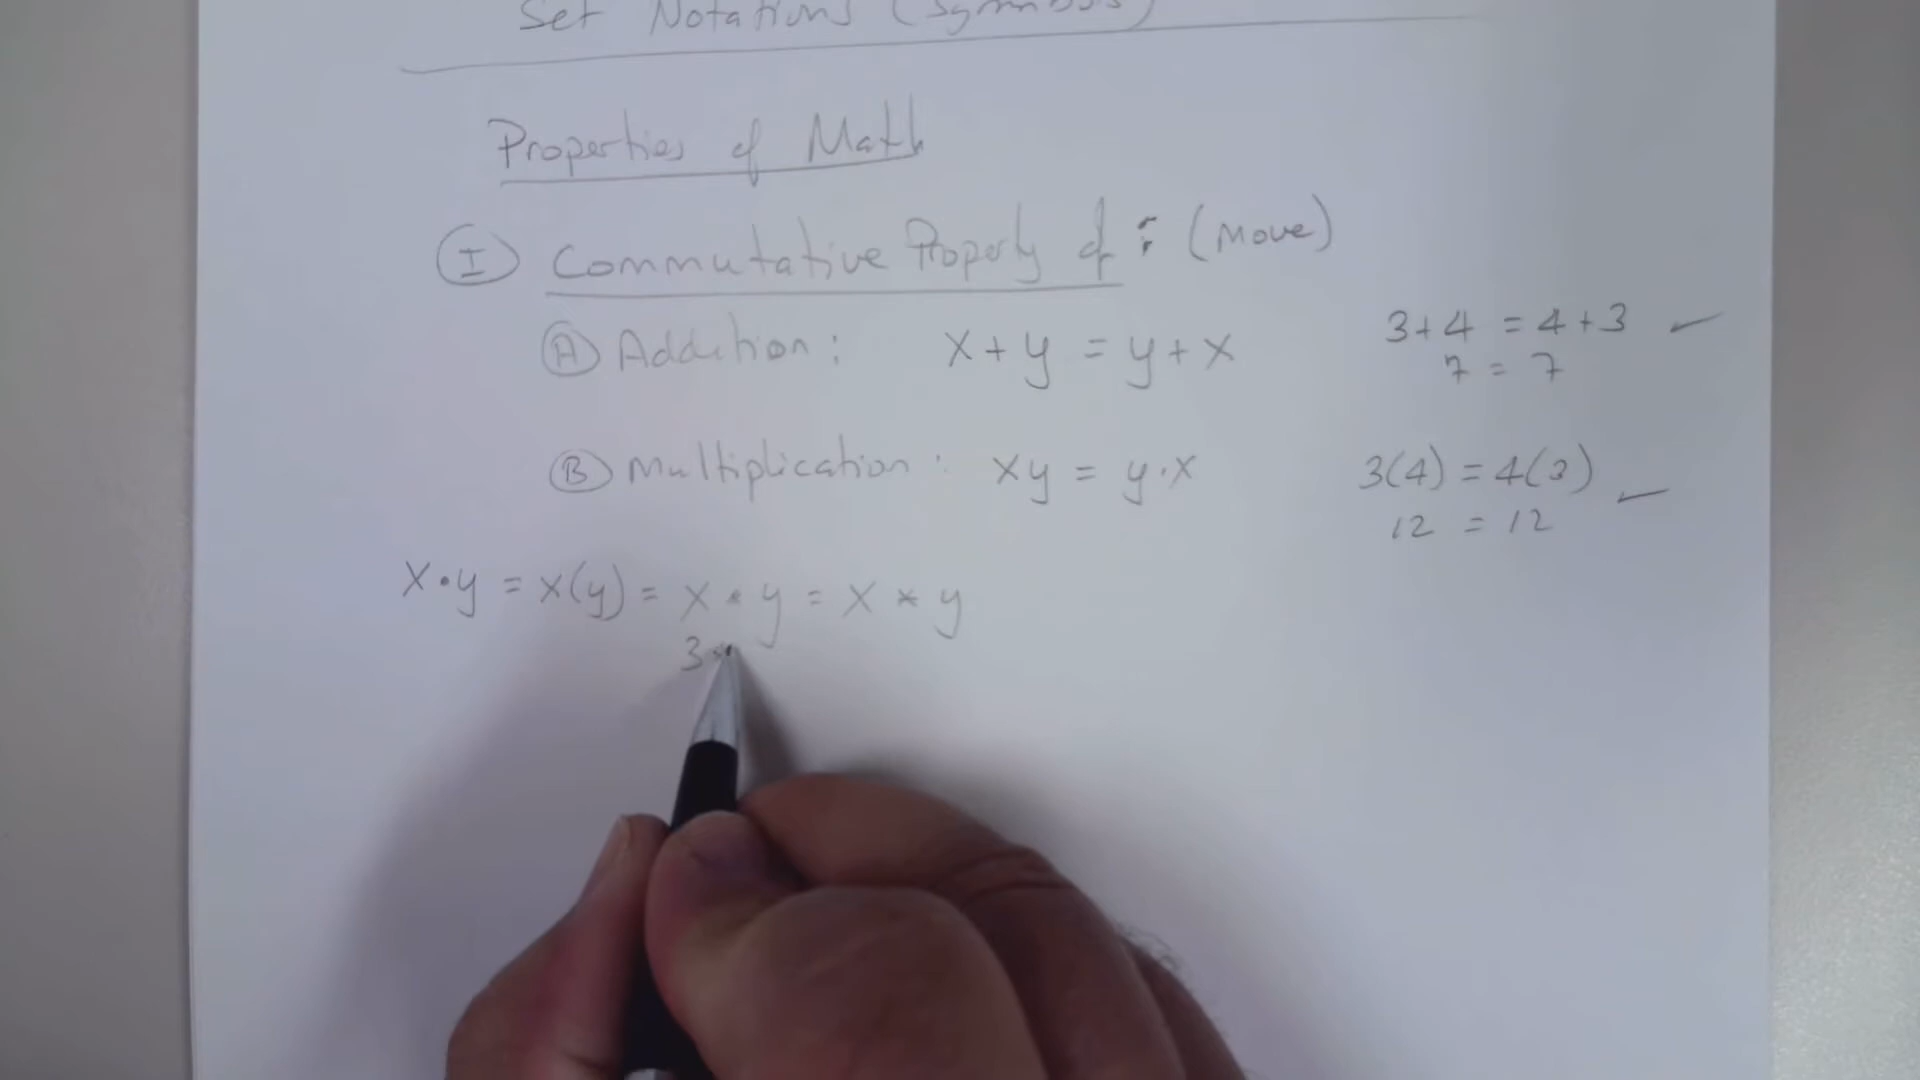 Set Notations (Symbols)
Properties of Math
I Commutative Property of : (Move)
A Addition : x + y = y + x
3 + 4 = 4 + 3 ✓
7 = 7
B Multiplication : xy = y · x
3(4) = 4(3) ✓
12 = 12
x · y = x(y) = x · y = x * y
3